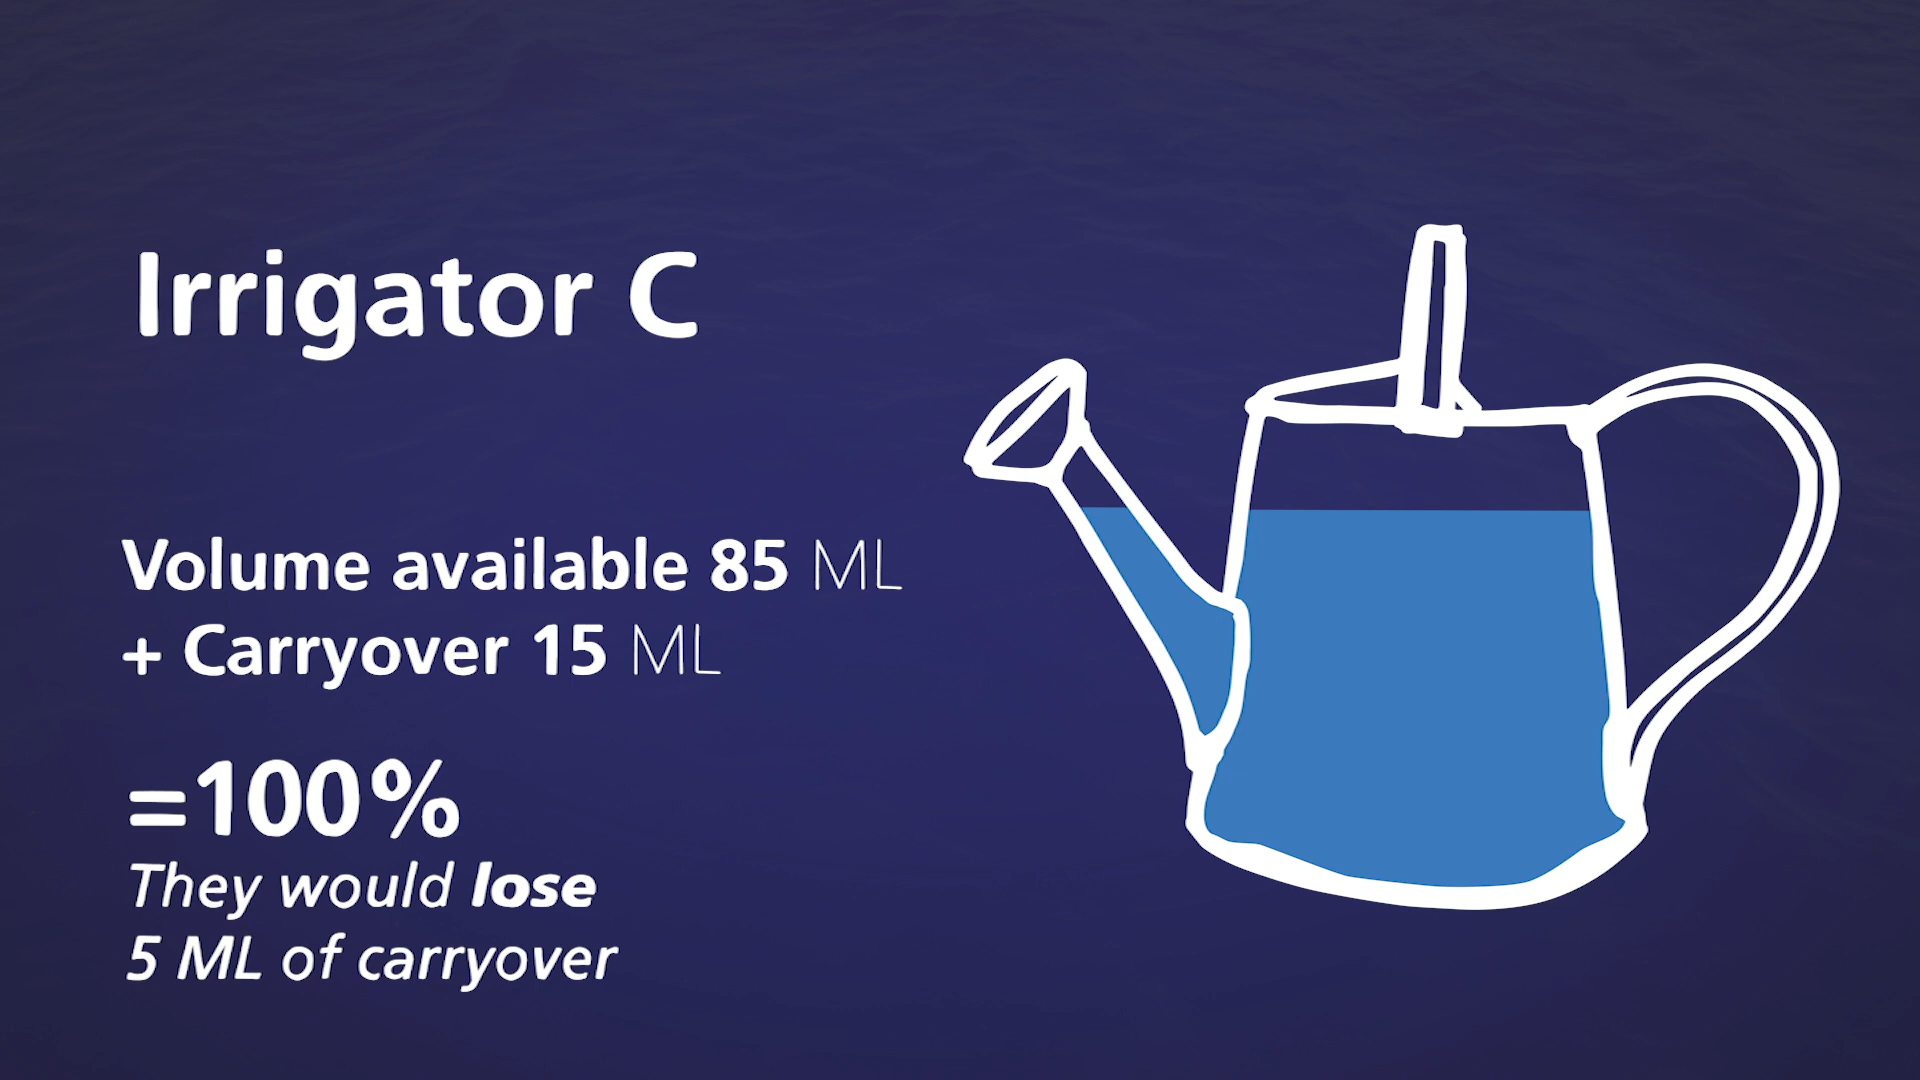 Irrigator C
Volume available 85 ML
+ Carryover 15 ML
=100%
They would lose
5 ML of carryover